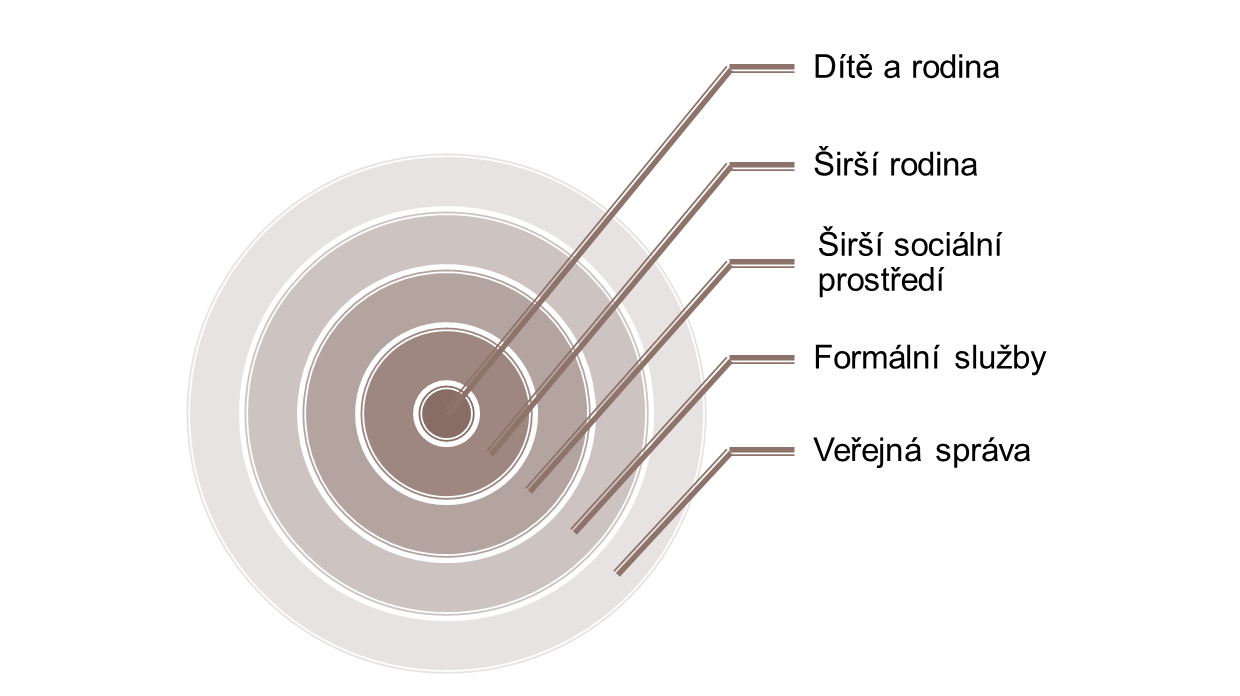 Dítě a rodina
Širší rodina
Širší sociální
prostředí
Formální služby
Veřejná správa